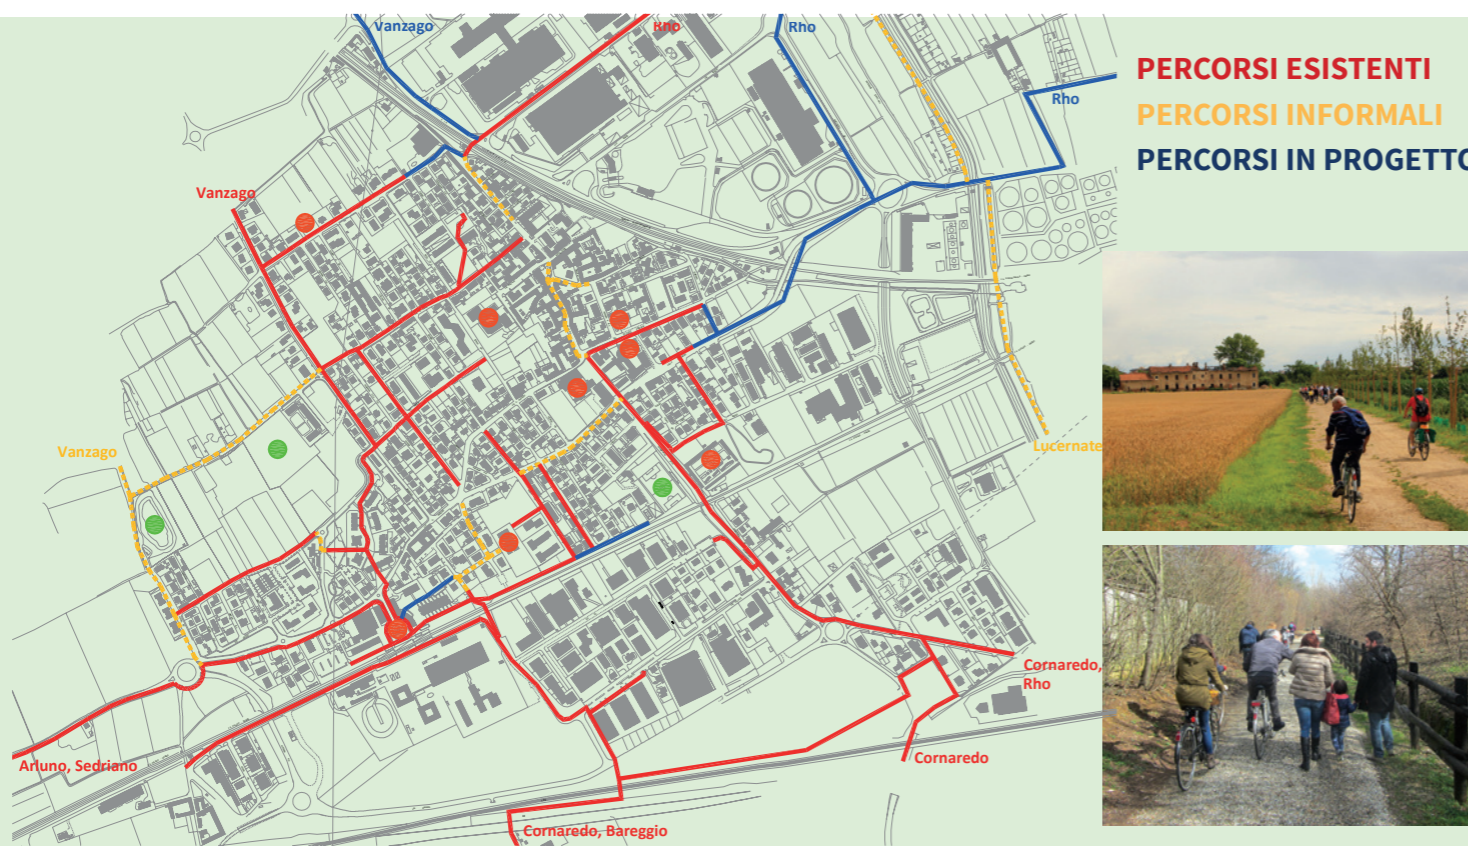 Vanzago
Rho
Rho
PERCORSI ESISTENTI
Rho
PERCORSI INFORMALI
PERCORSI IN PROGETTO
Vanzago
Vanzago
Lucernate
Cornaredo,
Rho
Cornaredo
Arluno, Sedriano
Cornaredo, Bareggio